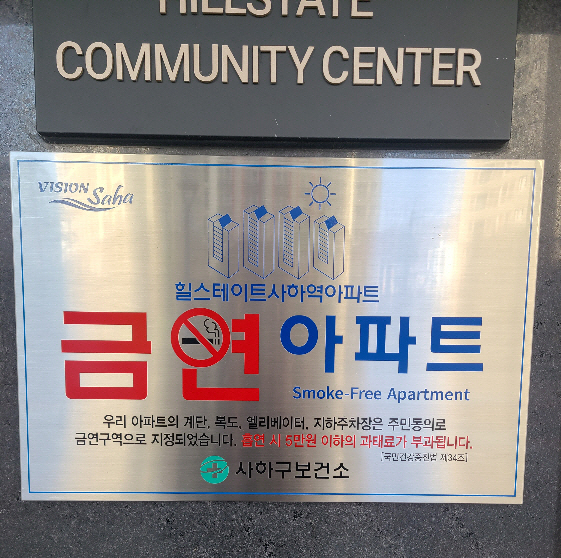 HILLSTATE
COMMUNITY CENTER
VISION
Saha
힐스테이트사하역아파트
금연아파트
Smoke-Free Apartment
우리 아파트의 계단, 복도, 엘리베이터, 지하주차장은 주민동의로
금연구역으로 지정되었습니다. 흡연 시 5만원 이하의 과태료가 부과됩니다.
[국민건강증진법 제34조]
사하구보건소